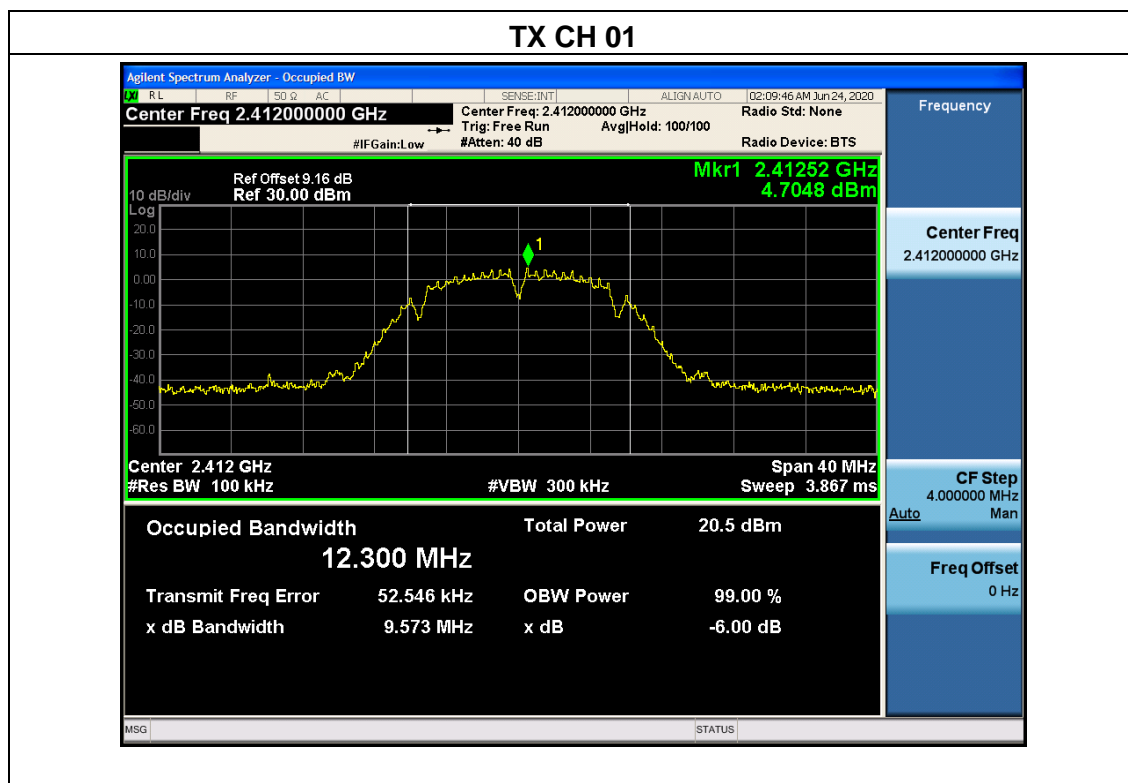 TX CH 01
Agilent Spectrum Analyzer - Occupied BW
LXI RL RF 50 Ω AC SENSE:INT ALIGN AUTO 02:09:46 AM Jun 24, 2020
Center Freq 2.412000000 GHz
Center Freq: 2.412000000 GHz Radio Std: None
Trig: Free Run Avg|Hold: 100/100
#IFGain:Low #Atten: 40 dB Radio Device: BTS
Frequency
Mkr1 2.41252 GHz
4.7048 dBm
Ref Offset 9.16 dB
10 dB/div Ref 30.00 dBm
Log
20.0
10.0
0.00
-10.0
-20.0
-30.0
-40.0
-50.0
-60.0
1
Center 2.412 GHz Span 40 MHz
#Res BW 100 kHz #VBW 300 kHz Sweep 3.867 ms
Center Freq
2.412000000 GHz
CF Step
4.000000 MHz
Auto Man
Freq Offset
0 Hz
Occupied Bandwidth Total Power 20.5 dBm
12.300 MHz
Transmit Freq Error 52.546 kHz OBW Power 99.00 %
x dB Bandwidth 9.573 MHz x dB -6.00 dB
MSG STATUS